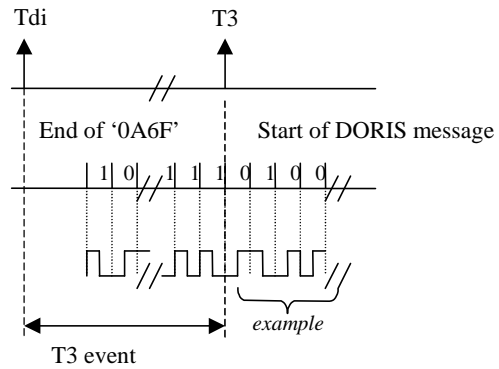 Tdi T3
End of ‘0A6F’ Start of DORIS message
1 0 1 1 1 0 1 0 0
example
T3 event